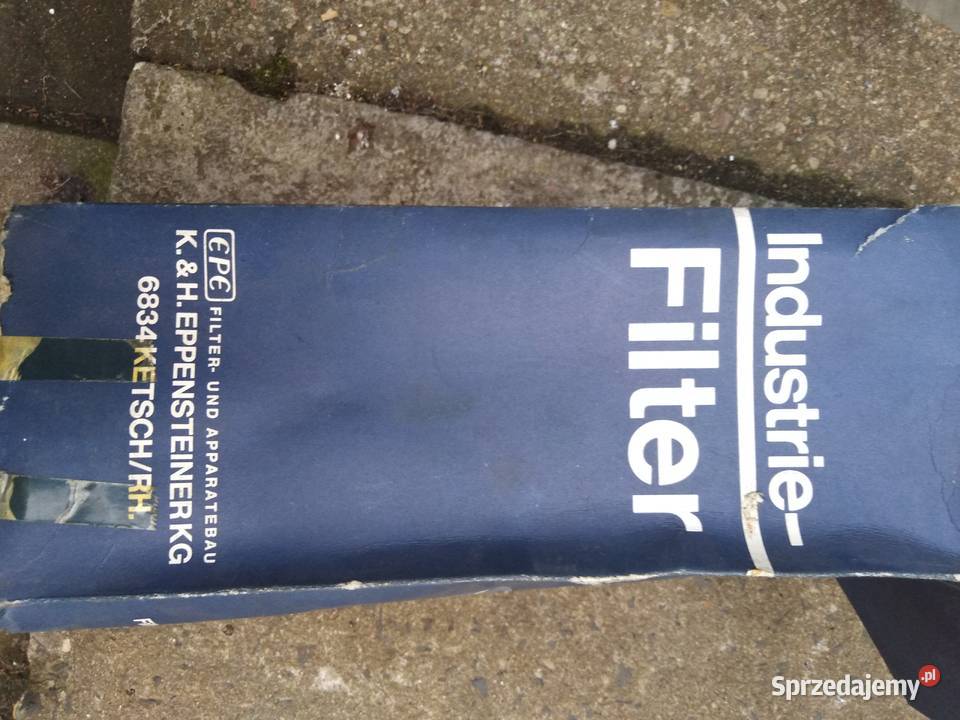 Industrie-
Filter
EPE FILTER- UND APPARATEBAU
K. & H. EPPENSTEINER KG
6834 KETSCH/RH.
Sprzedajemy.pl